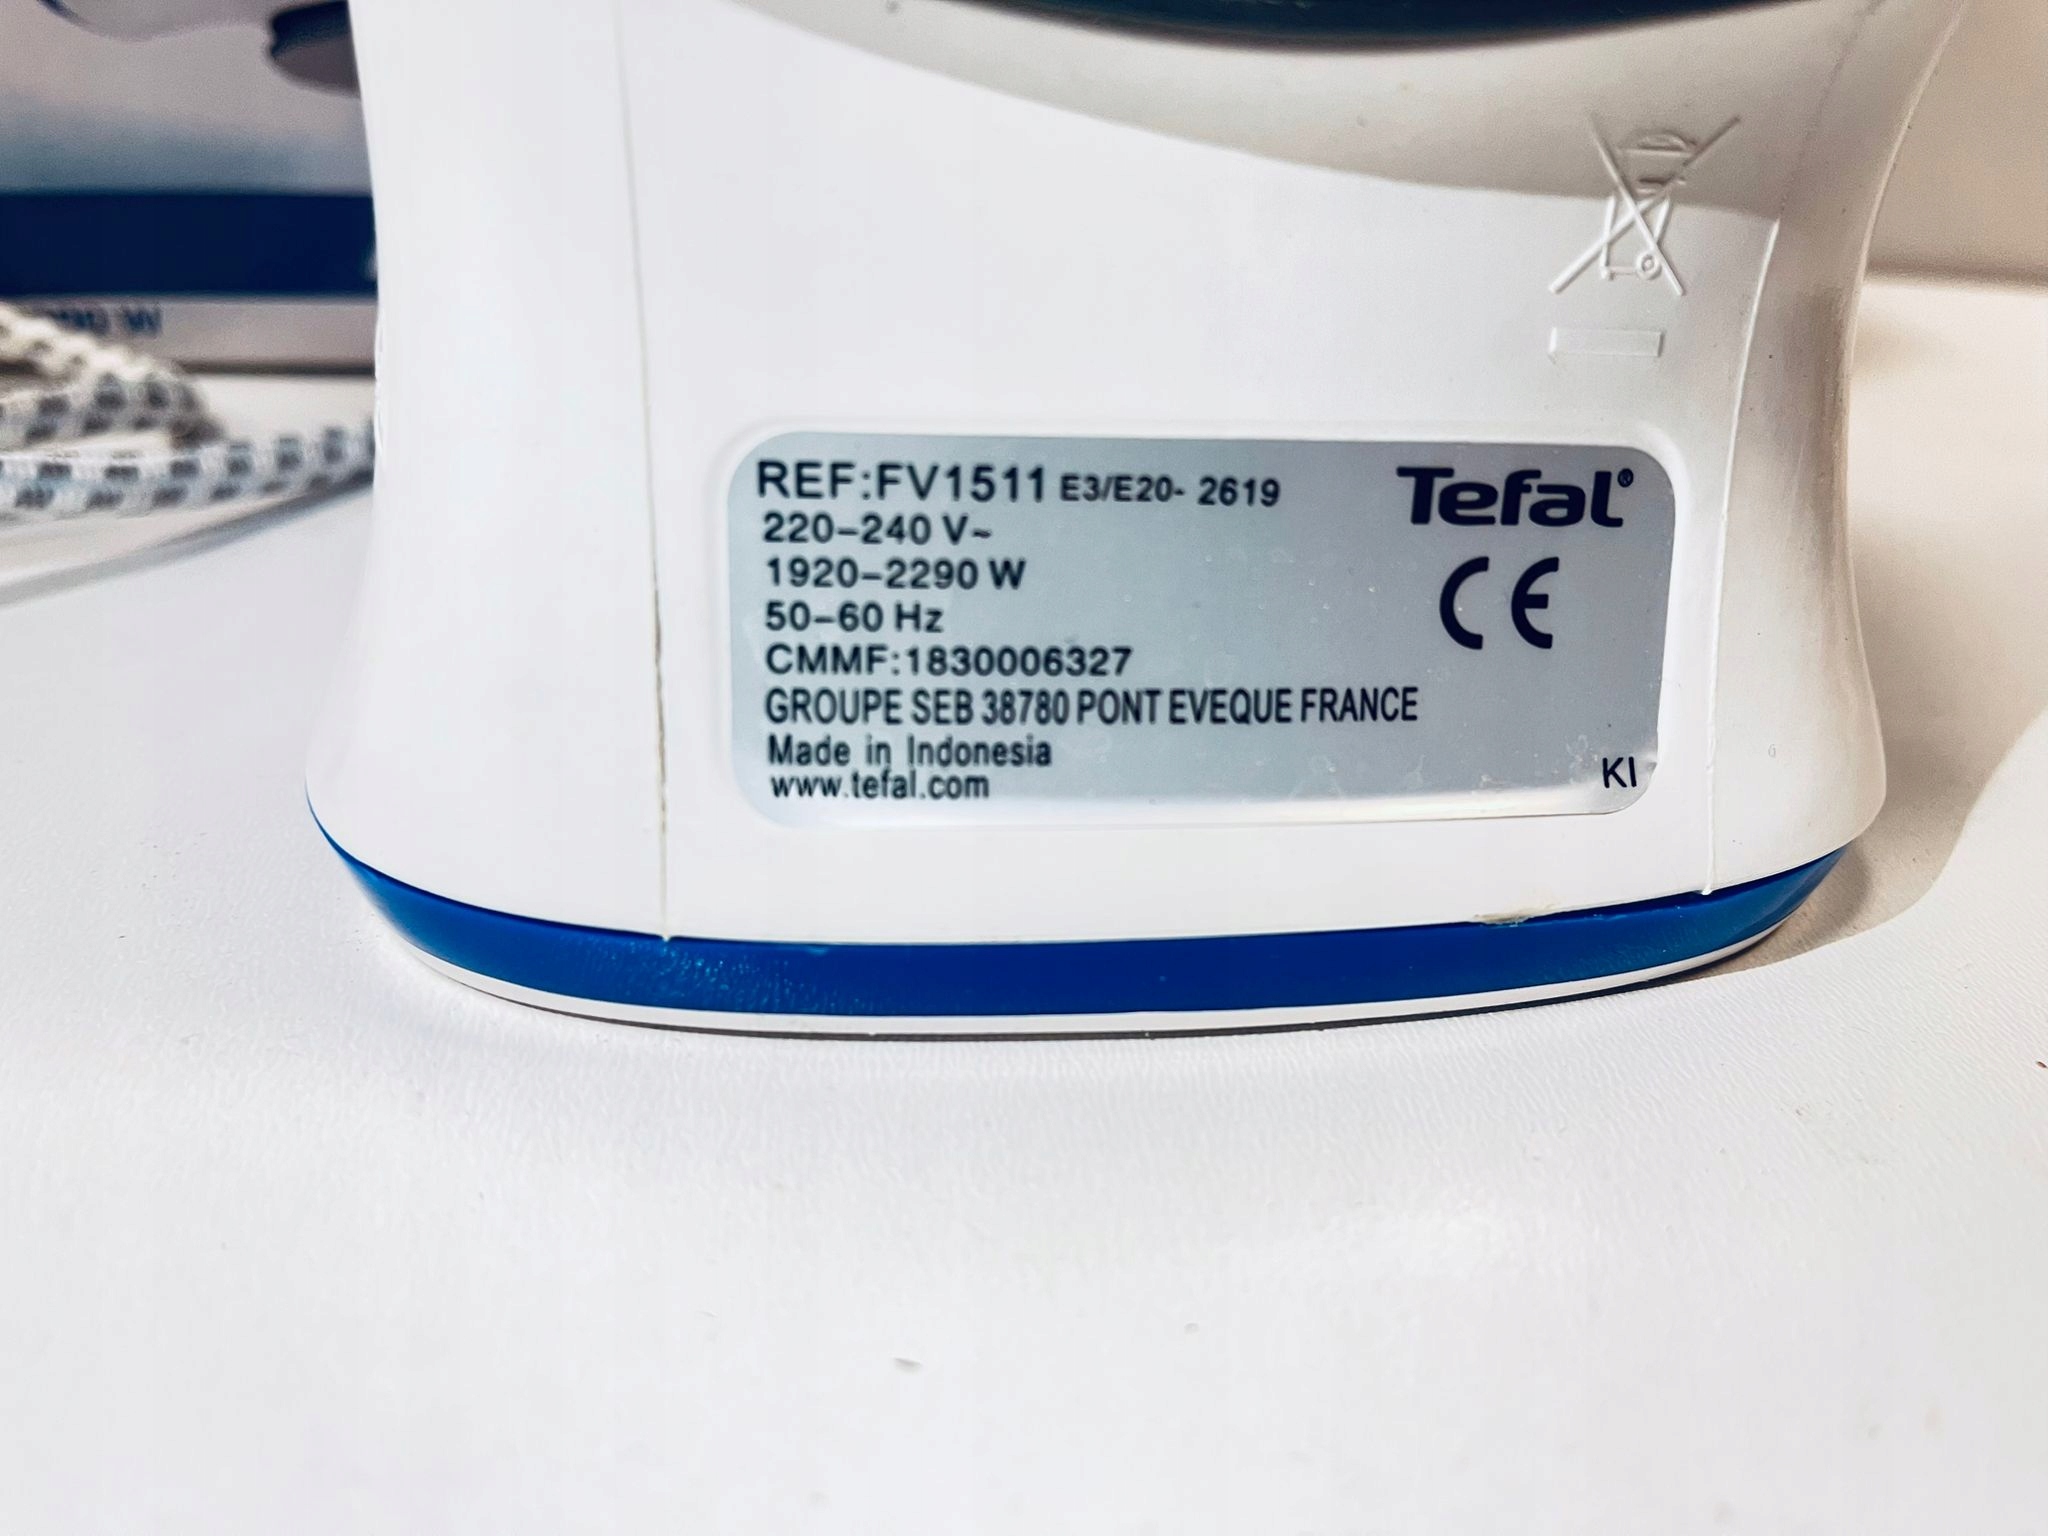 REF:FV1511 E3/E20- 2619
220–240 V~
1920–2290 W
50–60 Hz
CMMF:1830006327
GROUPE SEB 38780 PONT EVEQUE FRANCE
Made in Indonesia
www.tefal.com
Tefal®
CE
KI
W